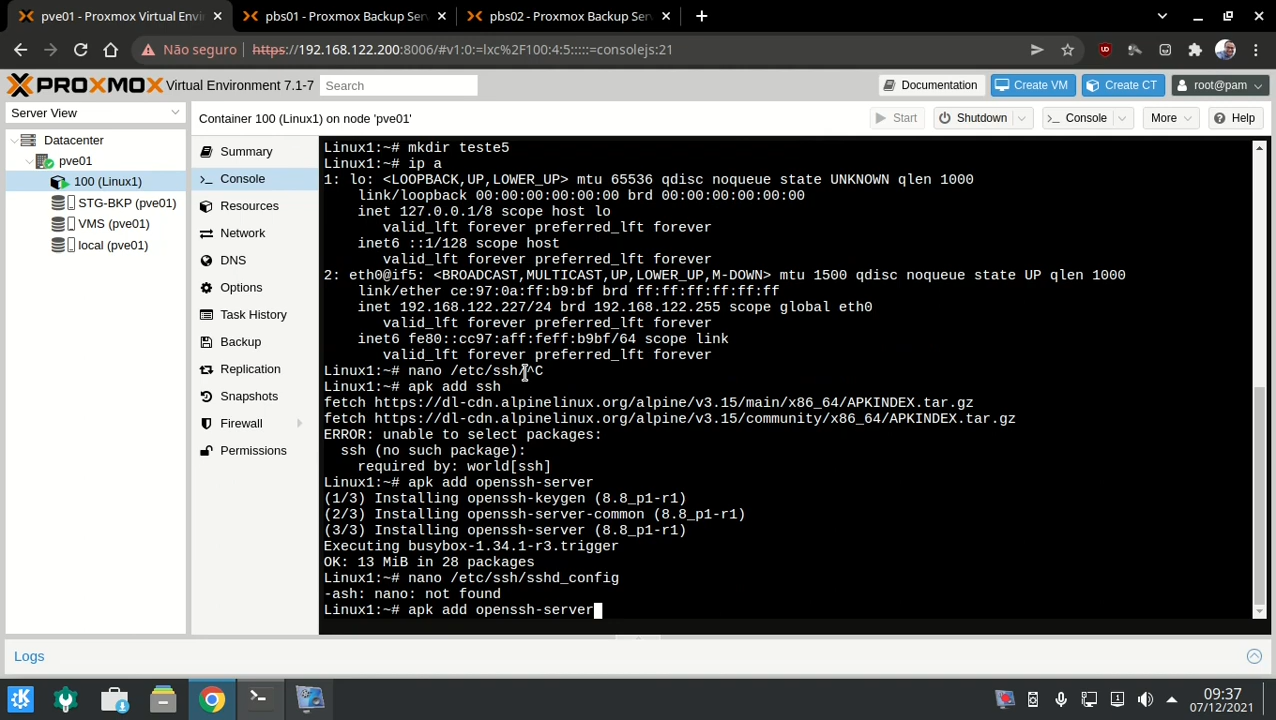 pve01 - Proxmox Virtual Envir
pbs01 - Proxmox Backup Serv
pbs02 - Proxmox Backup Serv
Não seguro https://192.168.122.200:8006/#v1:0:=lxc%2F100:4:5:::::=consolejs:21
PROXMOX Virtual Environment 7.1-7 Search Documentation Create VM Create CT root@pam
Server View
Container 100 (Linux1) on node 'pve01'
Start Shutdown Console More Help
Datacenter
pve01
100 (Linux1)
STG-BKP (pve01)
VMS (pve01)
local (pve01)
Summary
Console
Resources
Network
DNS
Options
Task History
Backup
Replication
Snapshots
Firewall
Permissions
Linux1:~# mkdir teste5
Linux1:~# ip a
1: lo: <LOOPBACK,UP,LOWER_UP> mtu 65536 qdisc noqueue state UNKNOWN qlen 1000
link/loopback 00:00:00:00:00:00 brd 00:00:00:00:00:00
inet 127.0.0.1/8 scope host lo
valid_lft forever preferred_lft forever
inet6 ::1/128 scope host
valid_lft forever preferred_lft forever
2: eth0@if5: <BROADCAST,MULTICAST,UP,LOWER_UP,M-DOWN> mtu 1500 qdisc noqueue state UP qlen 1000
link/ether ce:97:0a:ff:b9:bf brd ff:ff:ff:ff:ff:ff
inet 192.168.122.227/24 brd 192.168.122.255 scope global eth0
valid_lft forever preferred_lft forever
inet6 fe80::cc97:aff:feff:b9bf/64 scope link
valid_lft forever preferred_lft forever
Linux1:~# nano /etc/ssh/^C
Linux1:~# apk add ssh
fetch https://dl-cdn.alpinelinux.org/alpine/v3.15/main/x86_64/APKINDEX.tar.gz
fetch https://dl-cdn.alpinelinux.org/alpine/v3.15/community/x86_64/APKINDEX.tar.gz
ERROR: unable to select packages:
ssh (no such package):
required by: world[ssh]
Linux1:~# apk add openssh-server
(1/3) Installing openssh-keygen (8.8_p1-r1)
(2/3) Installing openssh-server-common (8.8_p1-r1)
(3/3) Installing openssh-server (8.8_p1-r1)
Executing busybox-1.34.1-r3.trigger
OK: 13 MiB in 28 packages
Linux1:~# nano /etc/ssh/sshd_config
-ash: nano: not found
Linux1:~# apk add openssh-server
Logs
09:37
07/12/2021